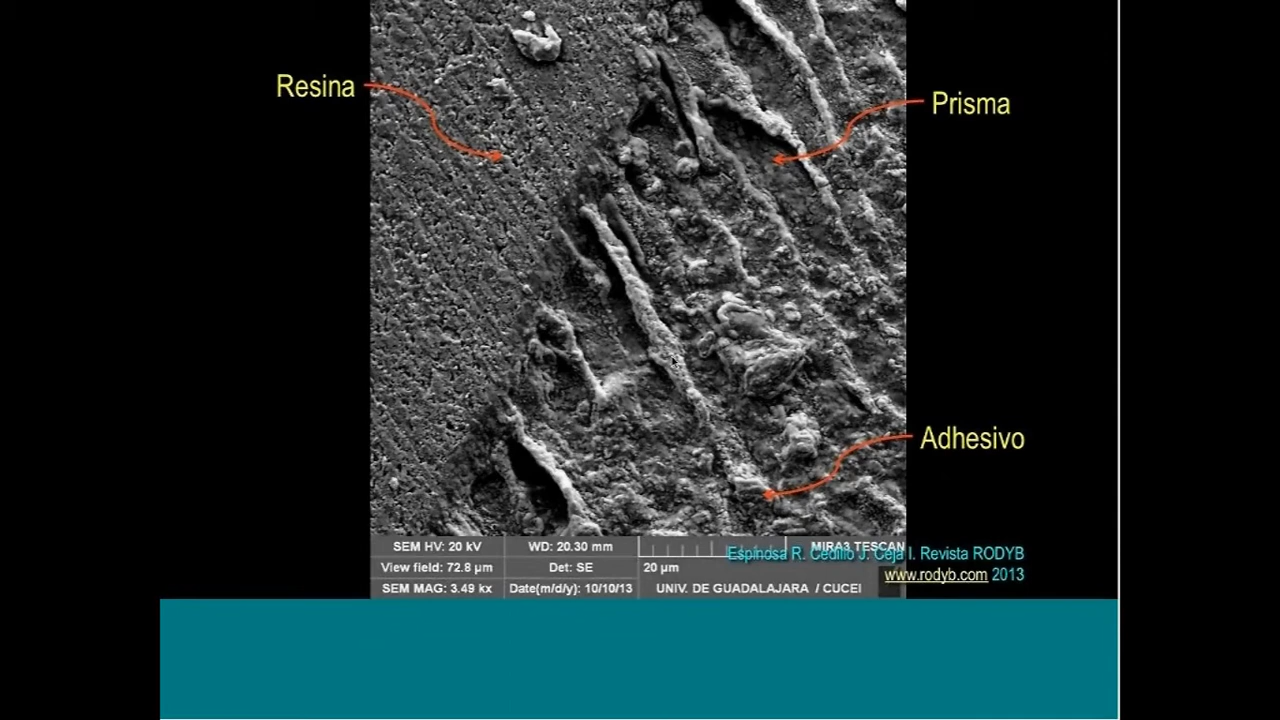 Resina
Prisma
Adhesivo
SEM HV: 20 kV
WD: 20.30 mm
MIRA3 TESCAN
View field: 72.8 µm
Det: SE
20 µm
SEM MAG: 3.49 kx
Date(m/d/y): 10/10/13
UNIV. DE GUADALAJARA / CUCEI
Espinosa R. Cedillo J. Ceja I. Revista RODYB
www.rodyb.com 2013